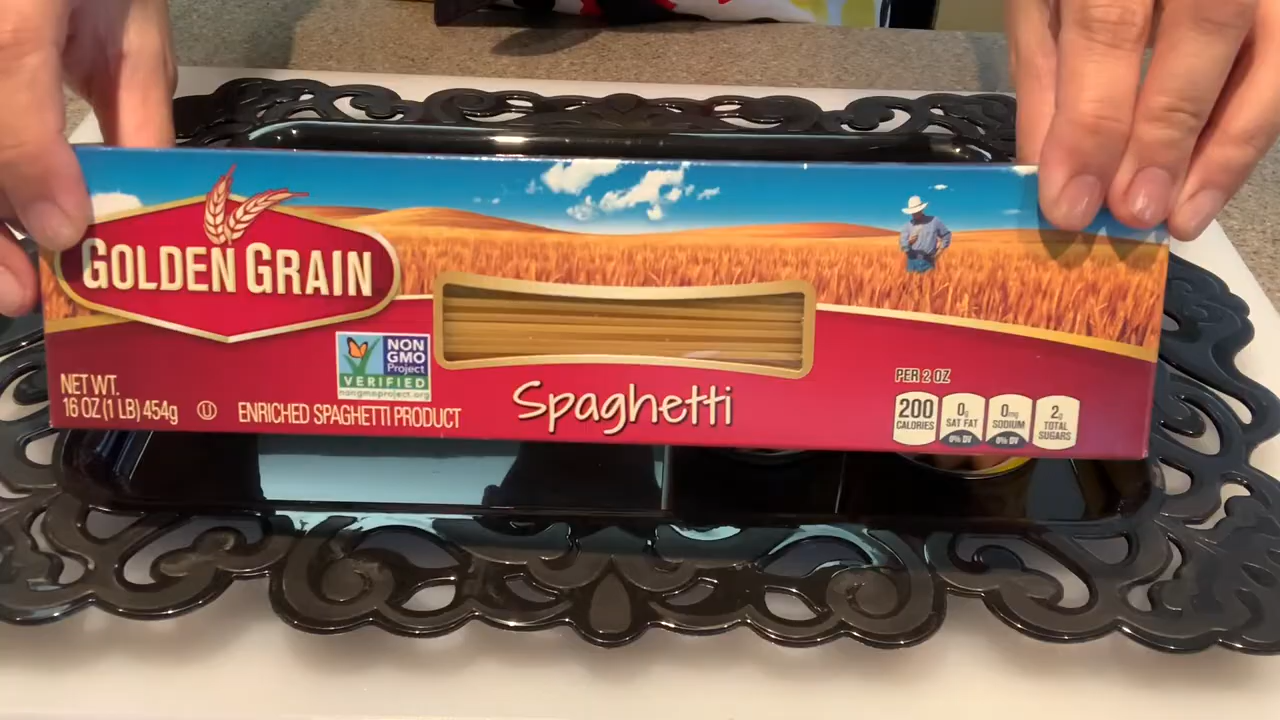 GOLDEN GRAIN
NON
GMO
Project
VERIFIED
nongmoproject.org
NET WT.
16 OZ (1 LB) 454g
U
ENRICHED SPAGHETTI PRODUCT
Spaghetti
PER 2 OZ
200
CALORIES
0g
SAT FAT
0% DV
0mg
SODIUM
0% DV
2g
TOTAL
SUGARS